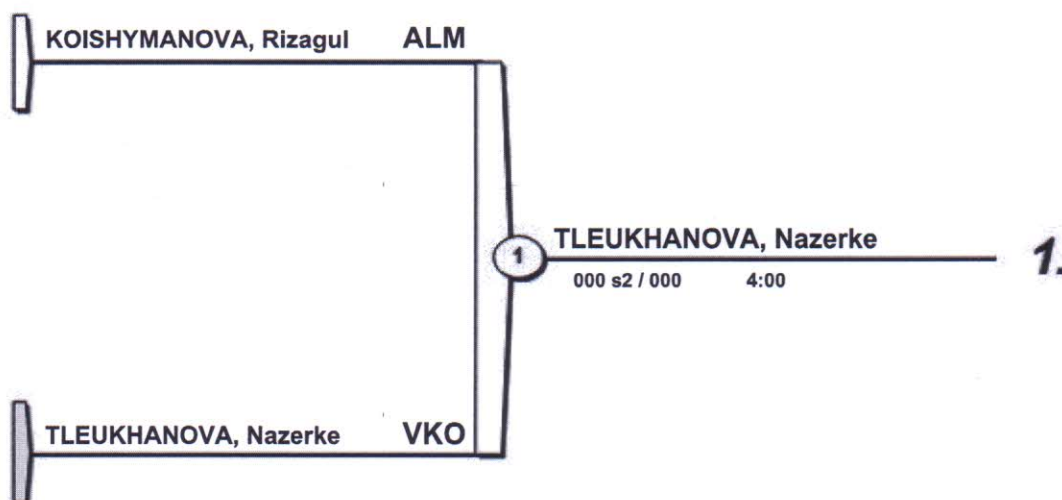 KOISHYMANOVA, Rizagul ALM
1
TLEUKHANOVA, Nazerke
1.
000 s2 / 000 4:00
TLEUKHANOVA, Nazerke VKO